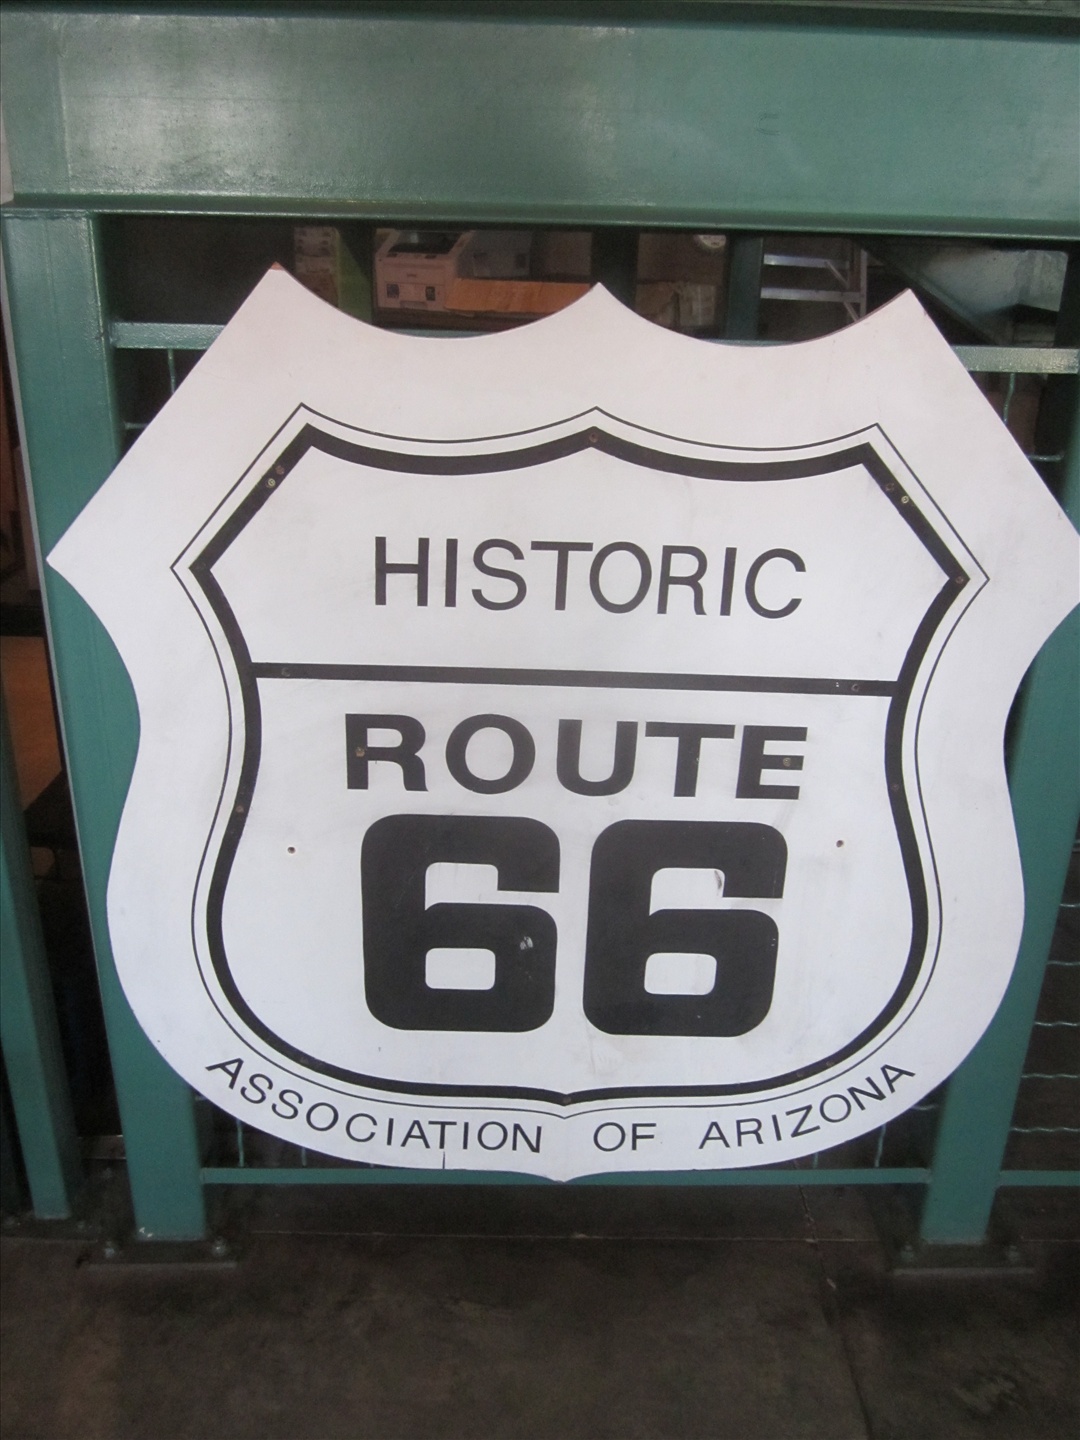 HISTORIC
ROUTE
66
ASSOCIATION OF ARIZONA